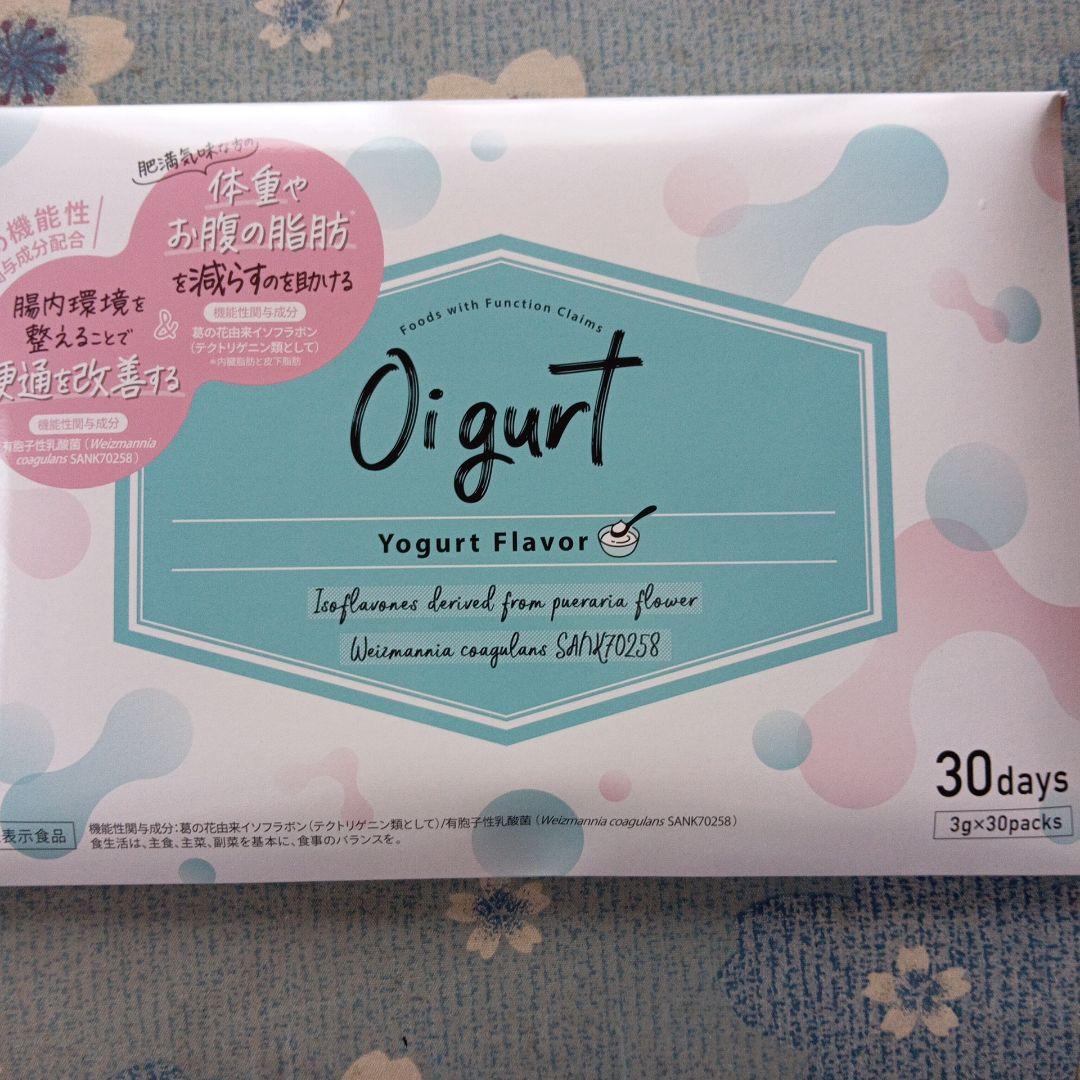 肥満気味な方の
体重や
お腹の脂肪*
を減らすのを助ける
機能性関与成分
葛の花由来イソフラボン
(テクトリゲニン類として)
*内臓脂肪と皮下脂肪
の機能性
関与成分配合
腸内環境を
整えることで
便通を改善する
&
機能性関与成分
有胞子性乳酸菌(Weizmannia
coagulans SANK70258)
Foods with Function Claims
Oigurt
Yogurt Flavor
Isoflavones derived from pueraria flower
Weizmannia coagulans SANK70258
30days
3g×30packs
表示食品
機能性関与成分:葛の花由来イソフラボン(テクトリゲニン類として)/有胞子性乳酸菌(Weizmannia coagulans SANK70258)
食生活は、主食、主菜、副菜を基本に、食事のバランスを。